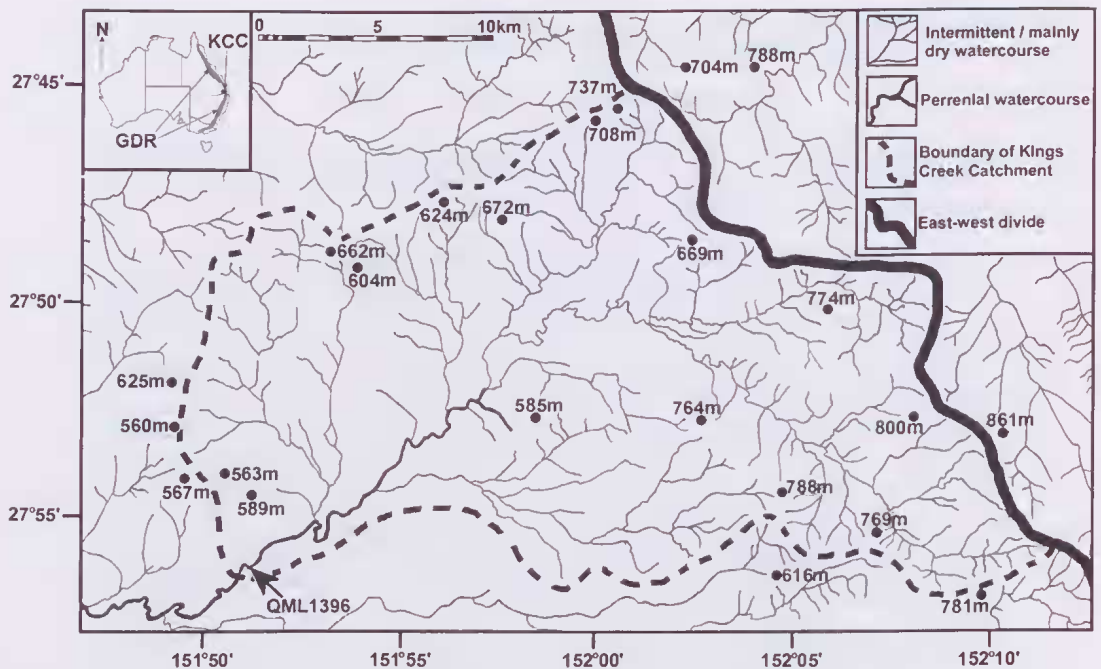 N
KCC
GDR
0 5 10km
Intermittent / mainly
dry watercourse
Perrenial watercourse
Boundary of Kings
Creek Catchment
East-west divide
27°45'
27°50'
27°55'
704m
788m
737m
708m
624m
672m
662m
604m
669m
774m
625m
560m
585m
764m
800m
861m
563m
567m
589m
788m
769m
616m
781m
QML1396
151°50'
151°55'
152°00'
152°05'
152°10'